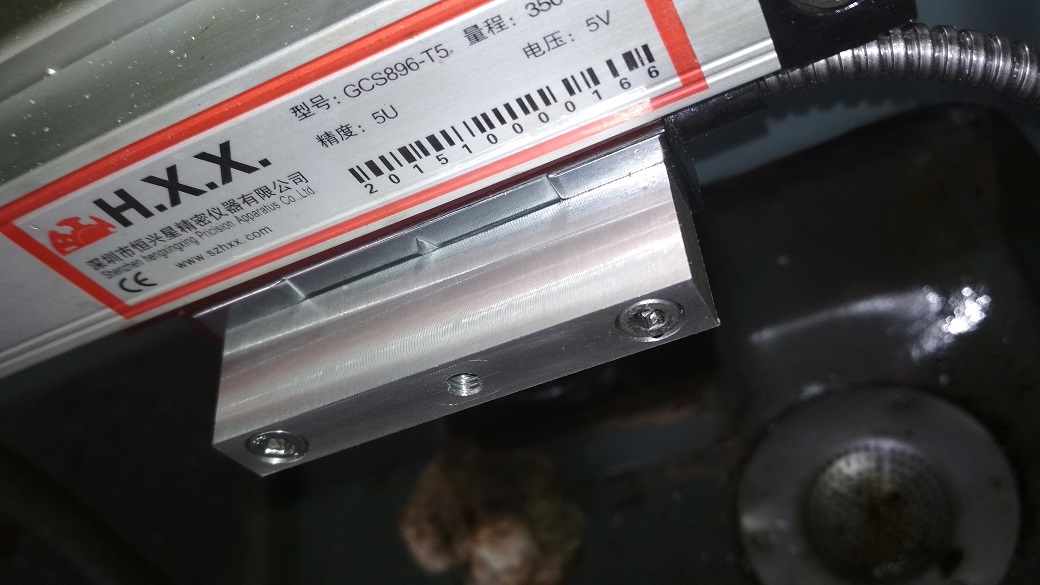 H.X.X.
深圳市恒兴星精密仪器有限公司
Shenzhen hengxingxing Pricision Apparatus Co.,Ltd
www.szhxx.com
CE
型号：GCS896-T5 量程：350
精度：5U 电压：5V
201510000166